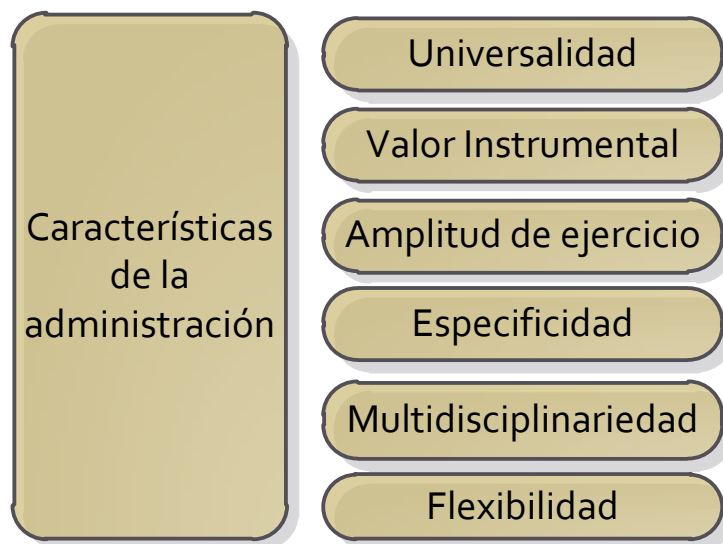 Características
de la
administración
Universalidad
Valor Instrumental
Amplitud de ejercicio
Especificidad
Multidisciplinariedad
Flexibilidad